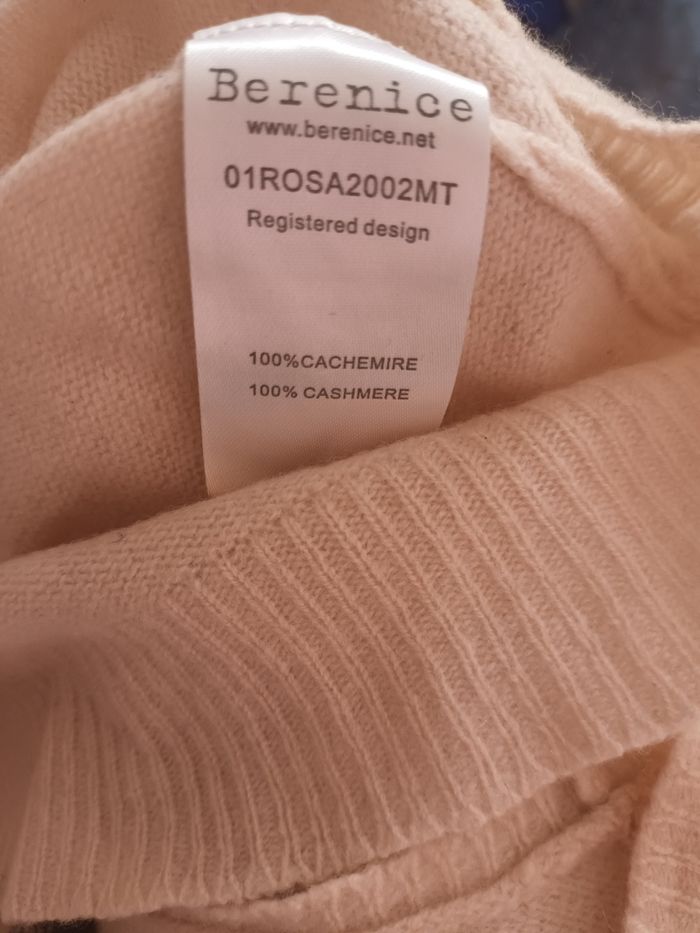 Berenice
www.berenice.net
01ROSA2002MT
Registered design
100%CACHEMIRE
100% CASHMERE